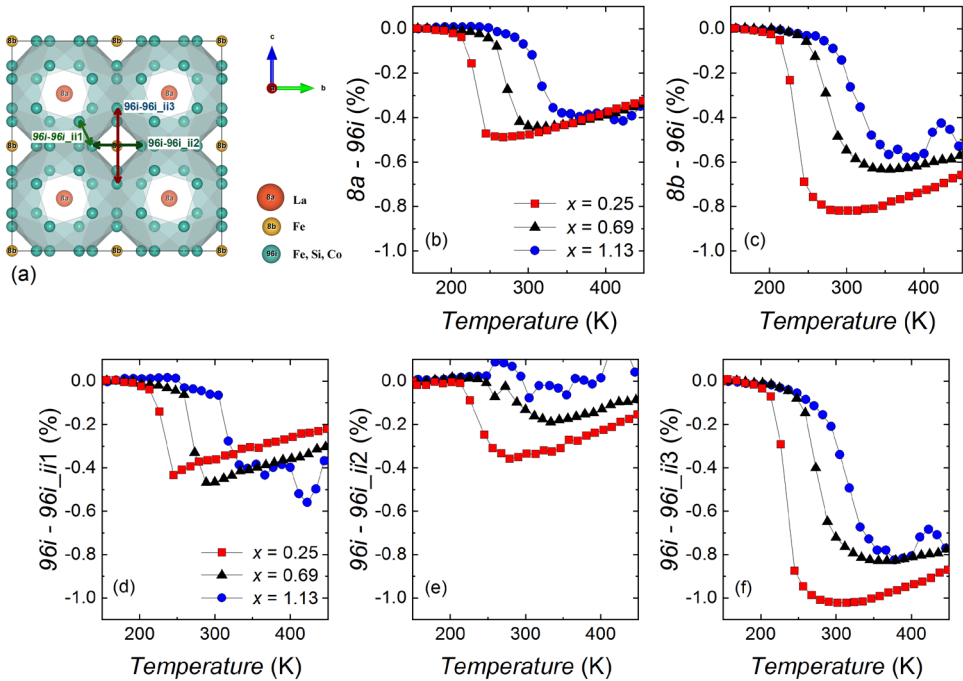 8b 8b 8b
c
b
a
8a 8a
96i-96i_ii3
96i-96i_ii1
96i-96i_ii2
8b 8b
8a 8a
8b 8b 8b
8a La
8b Fe
96i Fe, Si, Co
(a)
8a - 96i (%)
0.0
-0.2
-0.4
-0.6
-0.8
-1.0
x = 0.25
x = 0.69
x = 1.13
(b)
200 300 400
Temperature (K)
8b - 96i (%)
0.0
-0.2
-0.4
-0.6
-0.8
-1.0
(c)
200 300 400
Temperature (K)
96i - 96i_ii1 (%)
0.0
-0.2
-0.4
-0.6
-0.8
-1.0
x = 0.25
x = 0.69
x = 1.13
(d)
200 300 400
Temperature (K)
96i - 96i_ii2 (%)
0.0
-0.2
-0.4
-0.6
-0.8
-1.0
(e)
200 300 400
Temperature (K)
96i - 96i_ii3 (%)
0.0
-0.2
-0.4
-0.6
-0.8
-1.0
(f)
200 300 400
Temperature (K)